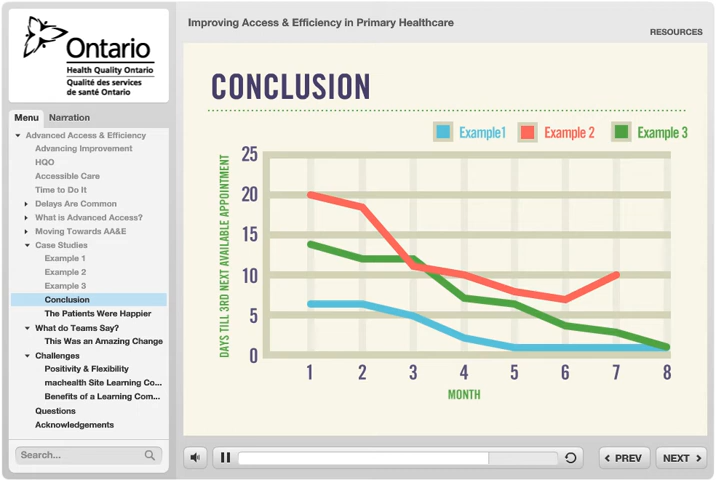 Ontario
Health Quality Ontario
Qualité des services
de santé Ontario
Improving Access & Efficiency in Primary Healthcare
RESOURCES
Menu Narration
Advanced Access & Efficiency
Advancing Improvement
HQO
Accessible Care
Time to Do It
Delays Are Common
What is Advanced Access?
Moving Towards AA&E
Case Studies
Example 1
Example 2
Example 3
Conclusion
The Patients Were Happier
What do Teams Say?
This Was an Amazing Change
Challenges
Positivity & Flexibility
machealth Site Learning Co...
Benefits of a Learning Com...
Questions
Acknowledgements
Search...
CONCLUSION
Example1 Example 2 Example 3
DAYS TILL 3RD NEXT AVAILABLE APPOINTMENT
25
20
15
10
5
0
1 2 3 4 5 6 7 8
MONTH
PREV NEXT